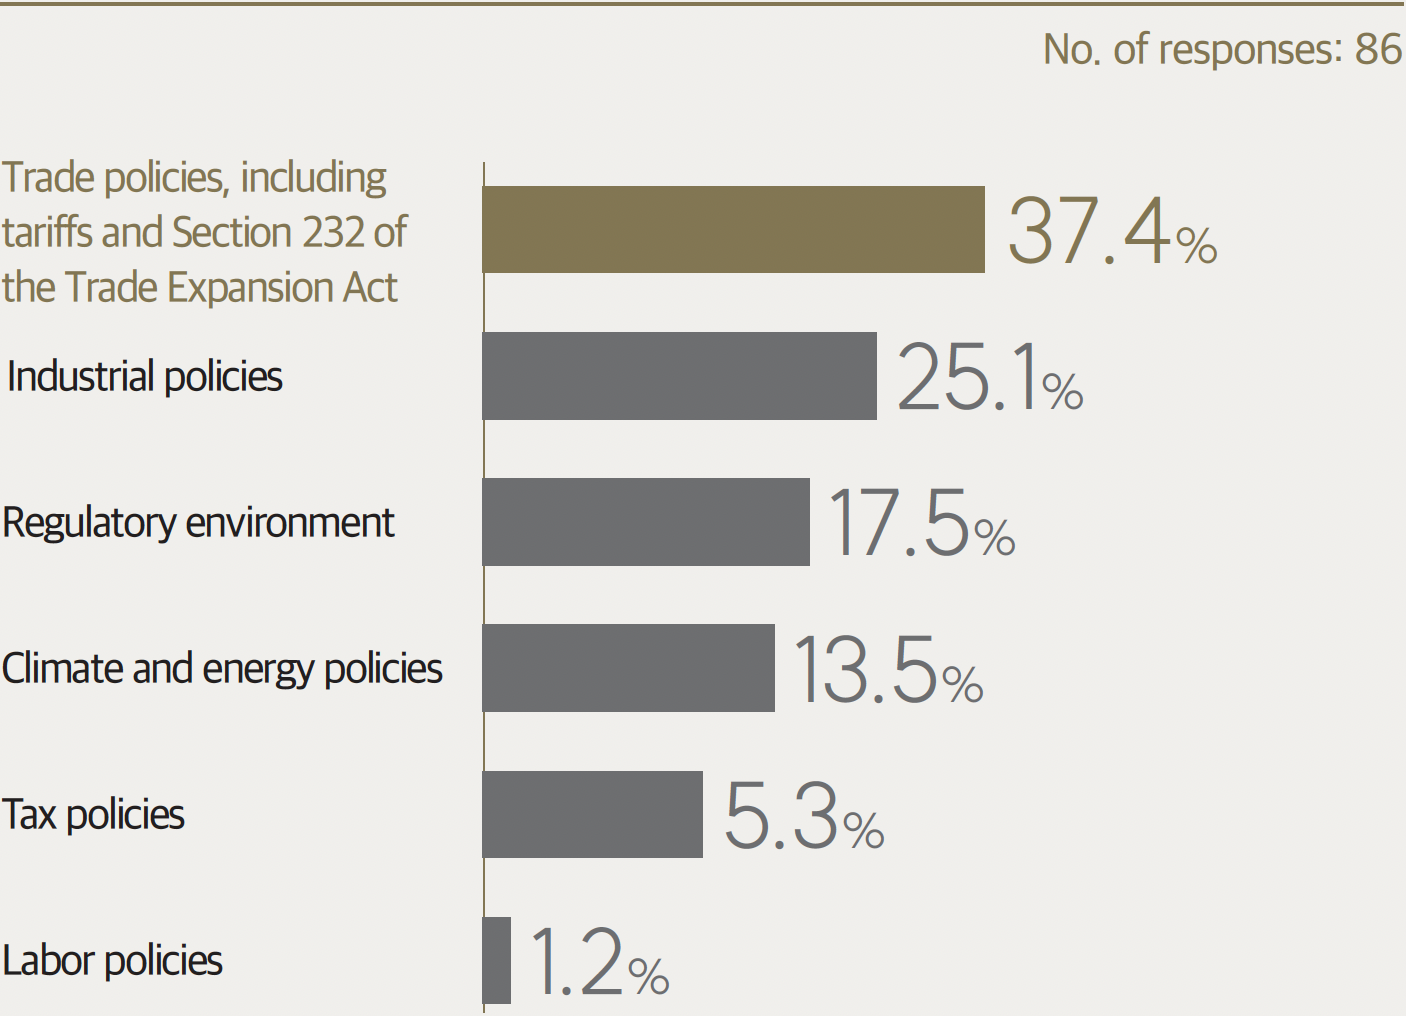 No. of responses: 86
Trade policies, including
tariffs and Section 232 of
the Trade Expansion Act
37.4%
Industrial policies
25.1%
Regulatory environment
17.5%
Climate and energy policies
13.5%
Tax policies
5.3%
Labor policies
1.2%